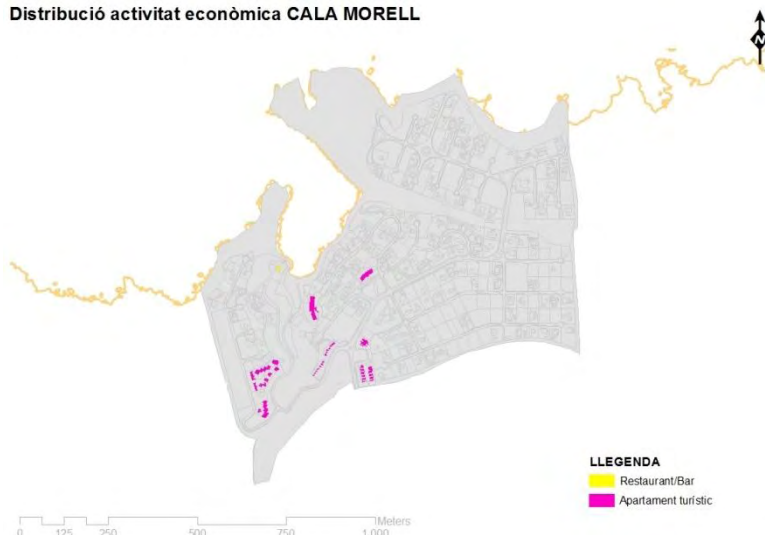 Distribució activitat econòmica CALA MORELL
N
LLEGENDA
Restaurant/Bar
Apartament turístic
Meters
0 125 250 500 750 1.000